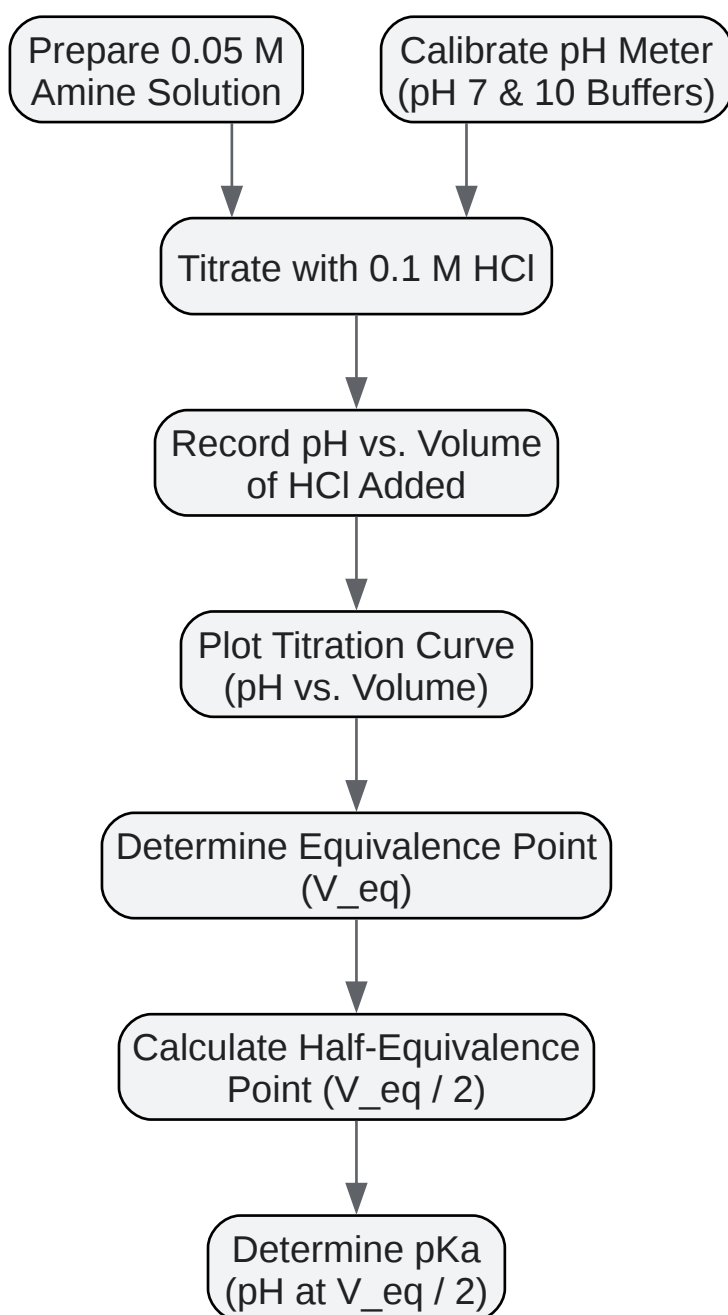 Prepare 0.05 M
Amine Solution
Calibrate pH Meter
(pH 7 & 10 Buffers)
Titrate with 0.1 M HCl
Record pH vs. Volume
of HCl Added
Plot Titration Curve
(pH vs. Volume)
Determine Equivalence Point
(V_eq)
Calculate Half-Equivalence
Point (V_eq / 2)
Determine pKa
(pH at V_eq / 2)